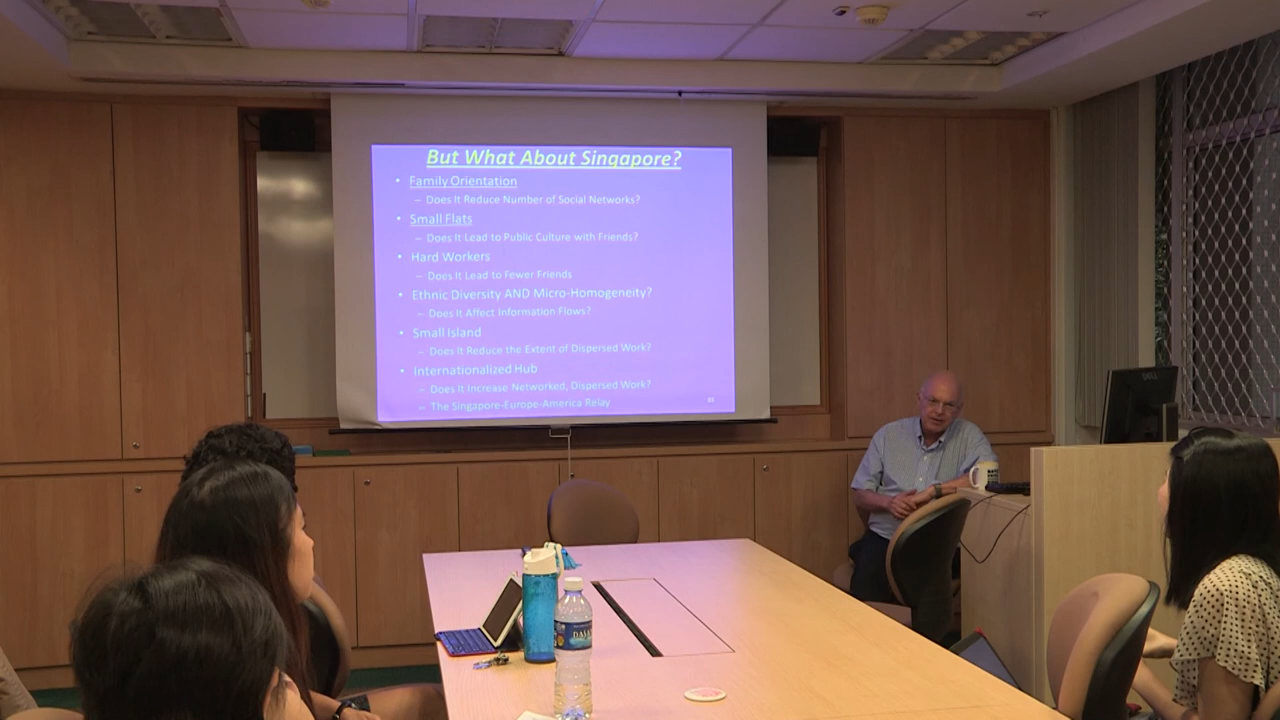 But What About Singapore?
• Family Orientation
– Does It Reduce Number of Social Networks?
• Small Flats
– Does It Lead to Public Culture with Friends?
• Hard Workers
– Does It Lead to Fewer Friends
• Ethnic Diversity AND Micro-Homogeneity?
– Does It Affect Information Flows?
• Small Island
– Does It Reduce the Extent of Dispersed Work?
• Internationalized Hub
– Does It Increase Networked, Dispersed Work?
– The Singapore-Europe-America Relay
DELL
DASANI